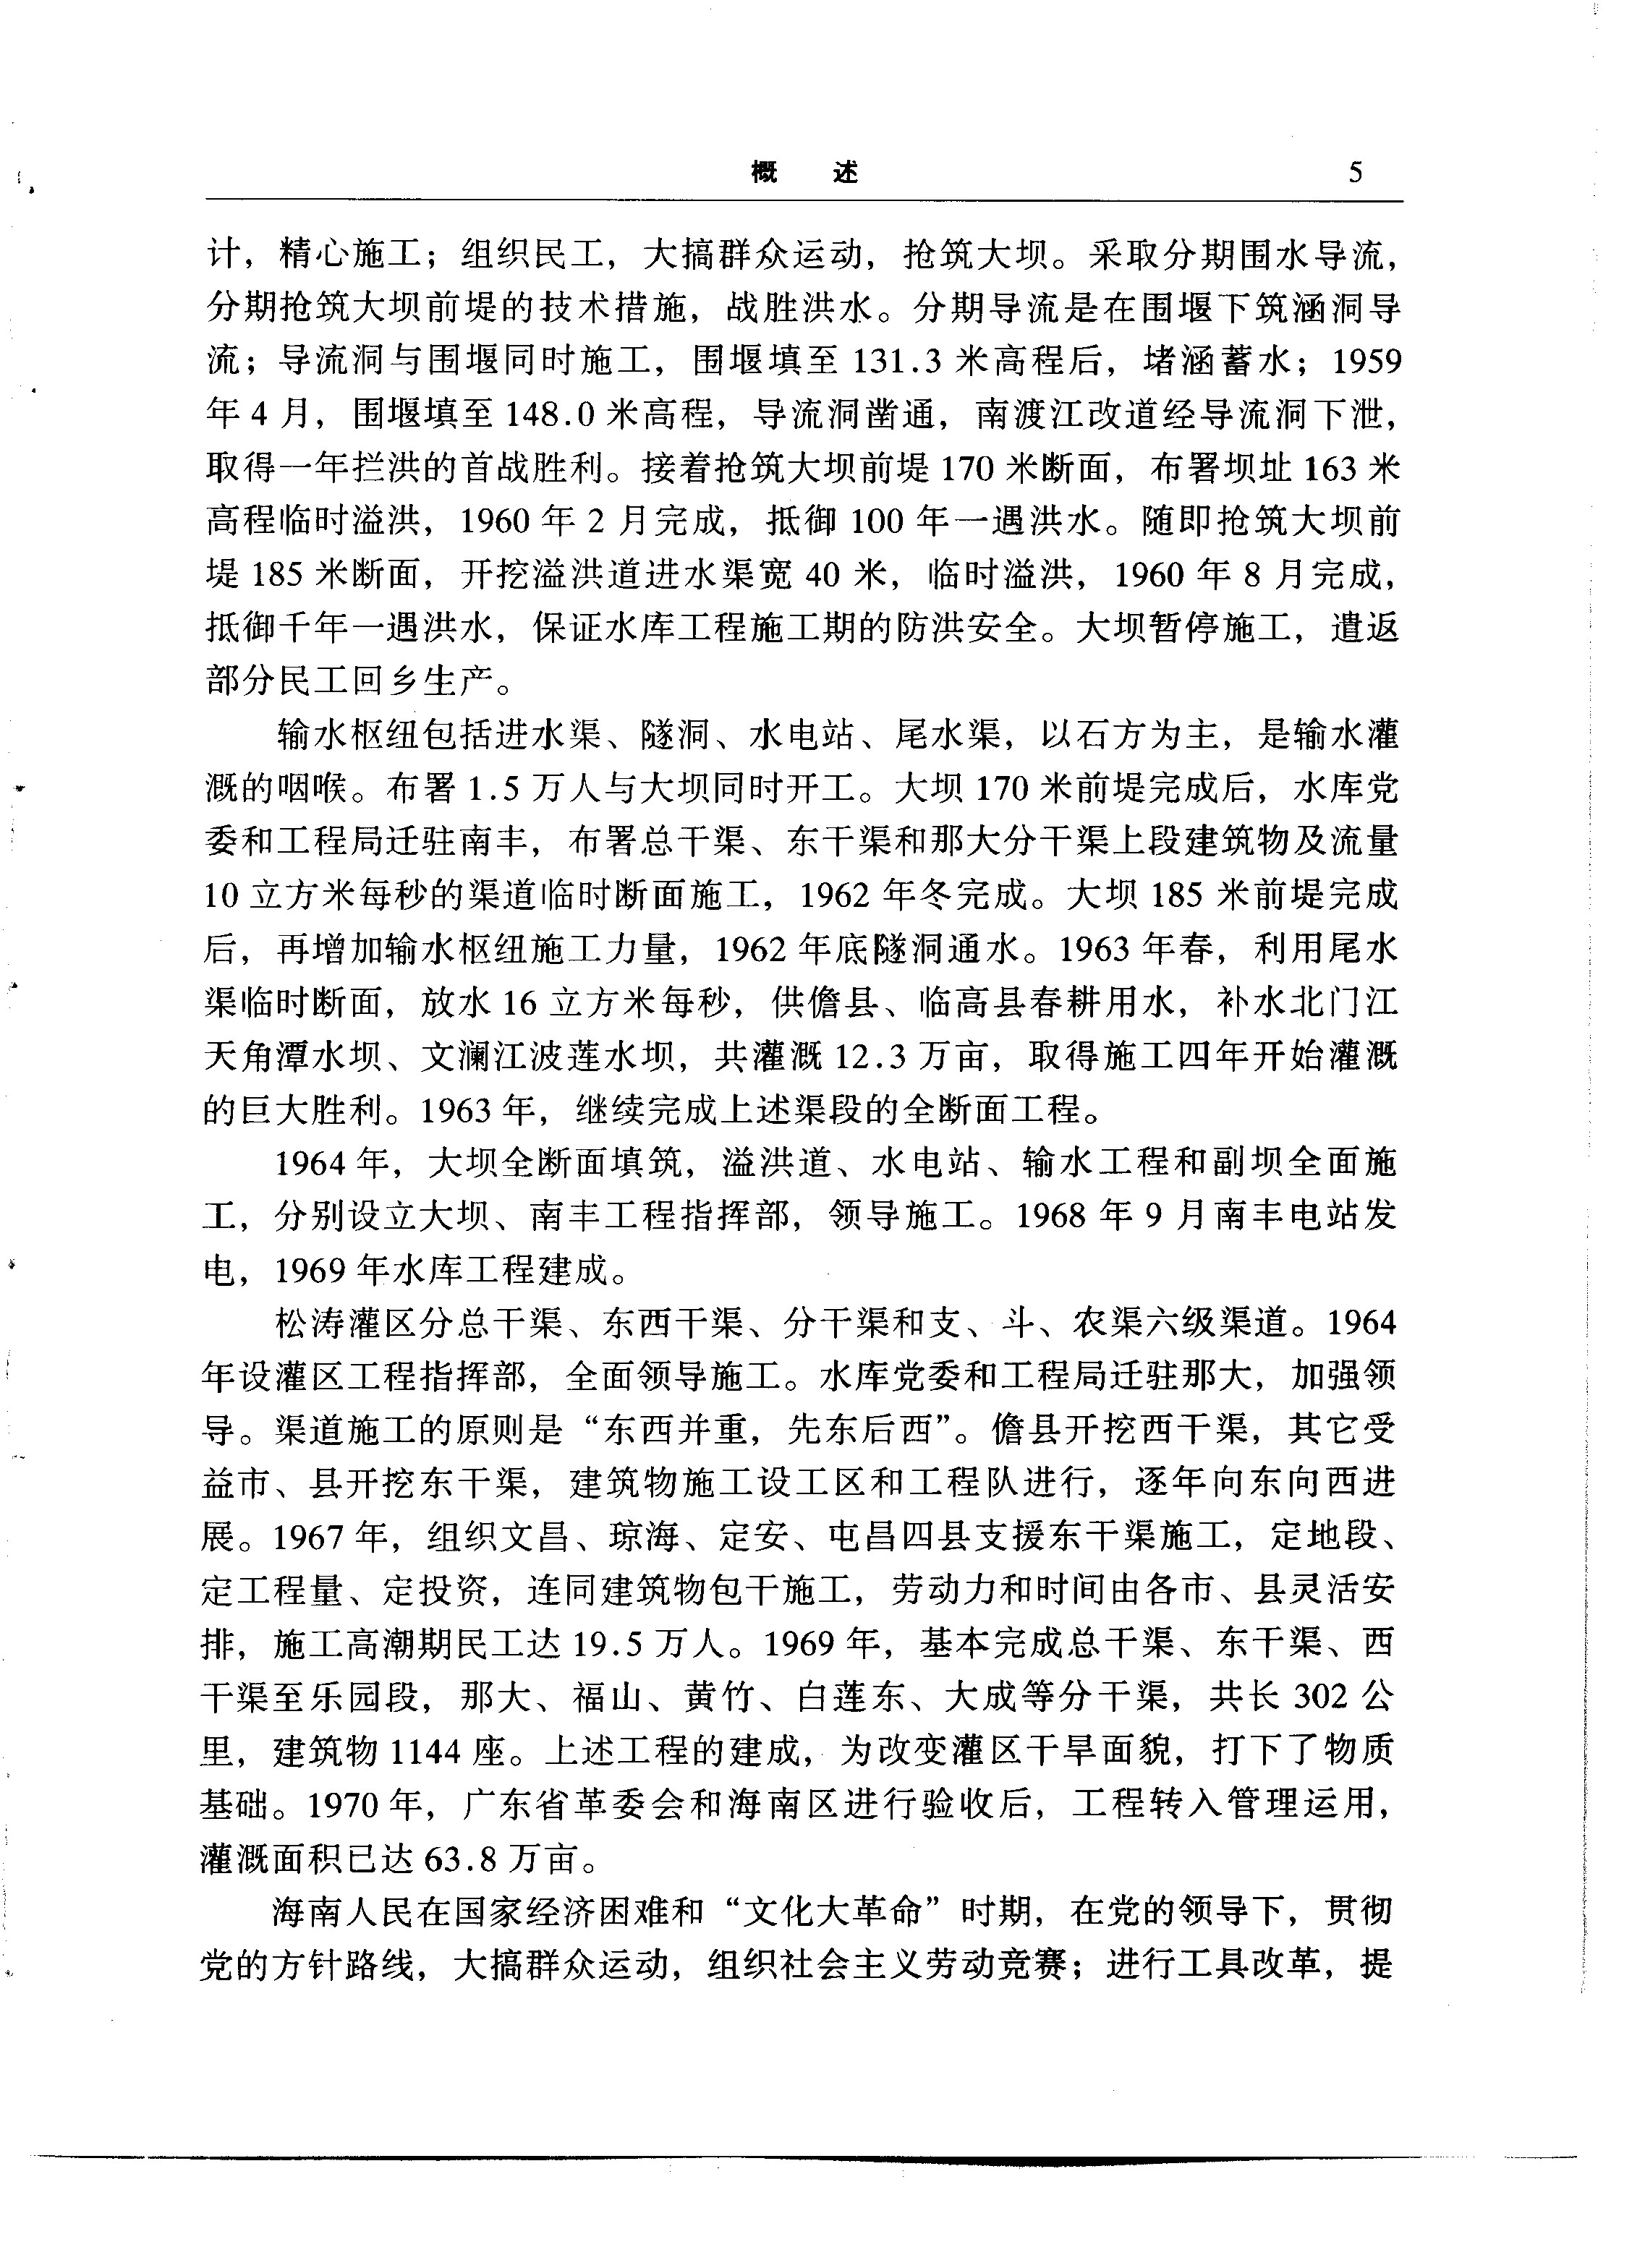 概　述　5
计，精心施工；组织民工，大搞群众运动，抢筑大坝。采取分期围水导流，
分期抢筑大坝前堤的技术措施，战胜洪水。分期导流是在围堰下筑涵洞导
流；导流洞与围堰同时施工，围堰填至 131.3 米高程后，堵涵蓄水；1959
年 4 月，围堰填至 148.0 米高程，导流洞凿通，南渡江改道经导流洞下泄，
取得一年拦洪的首战胜利。接着抢筑大坝前堤 170 米断面，布署坝址 163 米
高程临时溢洪，1960 年 2 月完成，抵御 100 年一遇洪水。随即抢筑大坝前
堤 185 米断面，开挖溢洪道进水渠宽 40 米，临时溢洪，1960 年 8 月完成，
抵御千年一遇洪水，保证水库工程施工期的防洪安全。大坝暂停施工，遣返
部分民工回乡生产。
输水枢纽包括进水渠、隧洞、水电站、尾水渠，以石方为主，是输水灌
溉的咽喉。布署 1.5 万人与大坝同时开工。大坝 170 米前堤完成后，水库党
委和工程局迁驻南丰，布署总干渠、东干渠和那大分干渠上段建筑物及流量
10 立方米每秒的渠道临时断面施工，1962 年冬完成。大坝 185 米前堤完成
后，再增加输水枢纽施工力量，1962 年底隧洞通水。1963 年春，利用尾水
渠临时断面，放水 16 立方米每秒，供儋县、临高县春耕用水，补水北门江
天角潭水坝、文澜江波莲水坝，共灌溉 12.3 万亩，取得施工四年开始灌溉
的巨大胜利。1963 年，继续完成上述渠段的全断面工程。
1964 年，大坝全断面填筑，溢洪道、水电站、输水工程和副坝全面施
工，分别设立大坝、南丰工程指挥部，领导施工。1968 年 9 月南丰电站发
电，1969 年水库工程建成。
松涛灌区分总干渠、东西干渠、分干渠和支、斗、农渠六级渠道。1964
年设灌区工程指挥部，全面领导施工。水库党委和工程局迁驻那大，加强领
导。渠道施工的原则是“东西并重，先东后西”。儋县开挖西干渠，其它受
益市、县开挖东干渠，建筑物施工设工区和工程队进行，逐年向东向西进
展。1967 年，组织文昌、琼海、定安、屯昌四县支援东干渠施工，定地段、
定工程量、定投资，连同建筑物包干施工，劳动力和时间由各市、县灵活安
排，施工高潮期民工达 19.5 万人。1969 年，基本完成总干渠、东干渠、西
干渠至乐园段，那大、福山、黄竹、白莲东、大成等分干渠，共长 302 公
里，建筑物 1144 座。上述工程的建成，为改变灌区干旱面貌，打下了物质
基础。1970 年，广东省革委会和海南区进行验收后，工程转入管理运用，
灌溉面积已达 63.8 万亩。
海南人民在国家经济困难和“文化大革命”时期，在党的领导下，贯彻
党的方针路线，大搞群众运动，组织社会主义劳动竞赛；进行工具改革，提